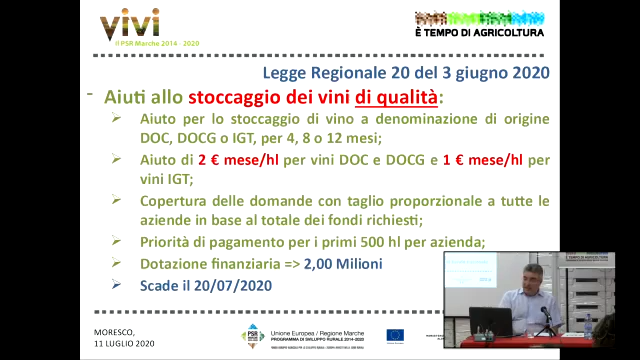 vivi
il PSR Marche 2014 - 2020
È TEMPO DI AGRICOLTURA
Legge Regionale 20 del 3 giugno 2020
- Aiuti allo stoccaggio dei vini di qualità:
Aiuto per lo stoccaggio di vino a denominazione di origine
DOC, DOCG o IGT, per 4, 8 o 12 mesi;
Aiuto di 2 € mese/hl per vini DOC e DOCG e 1 € mese/hl per
vini IGT;
Copertura delle domande con taglio proporzionale a tutte le
aziende in base al totale dei fondi richiesti;
Priorità di pagamento per i primi 500 hl per azienda;
Dotazione finanziaria => 2,00 Milioni
Scade il 20/07/2020
È TEMPO DI AGRICOLTURA
2014
MORESCO,
11 LUGLIO 2020
PSR
Unione Europea / Regione Marche
PROGRAMMA DI SVILUPPO RURALE 2014-2020